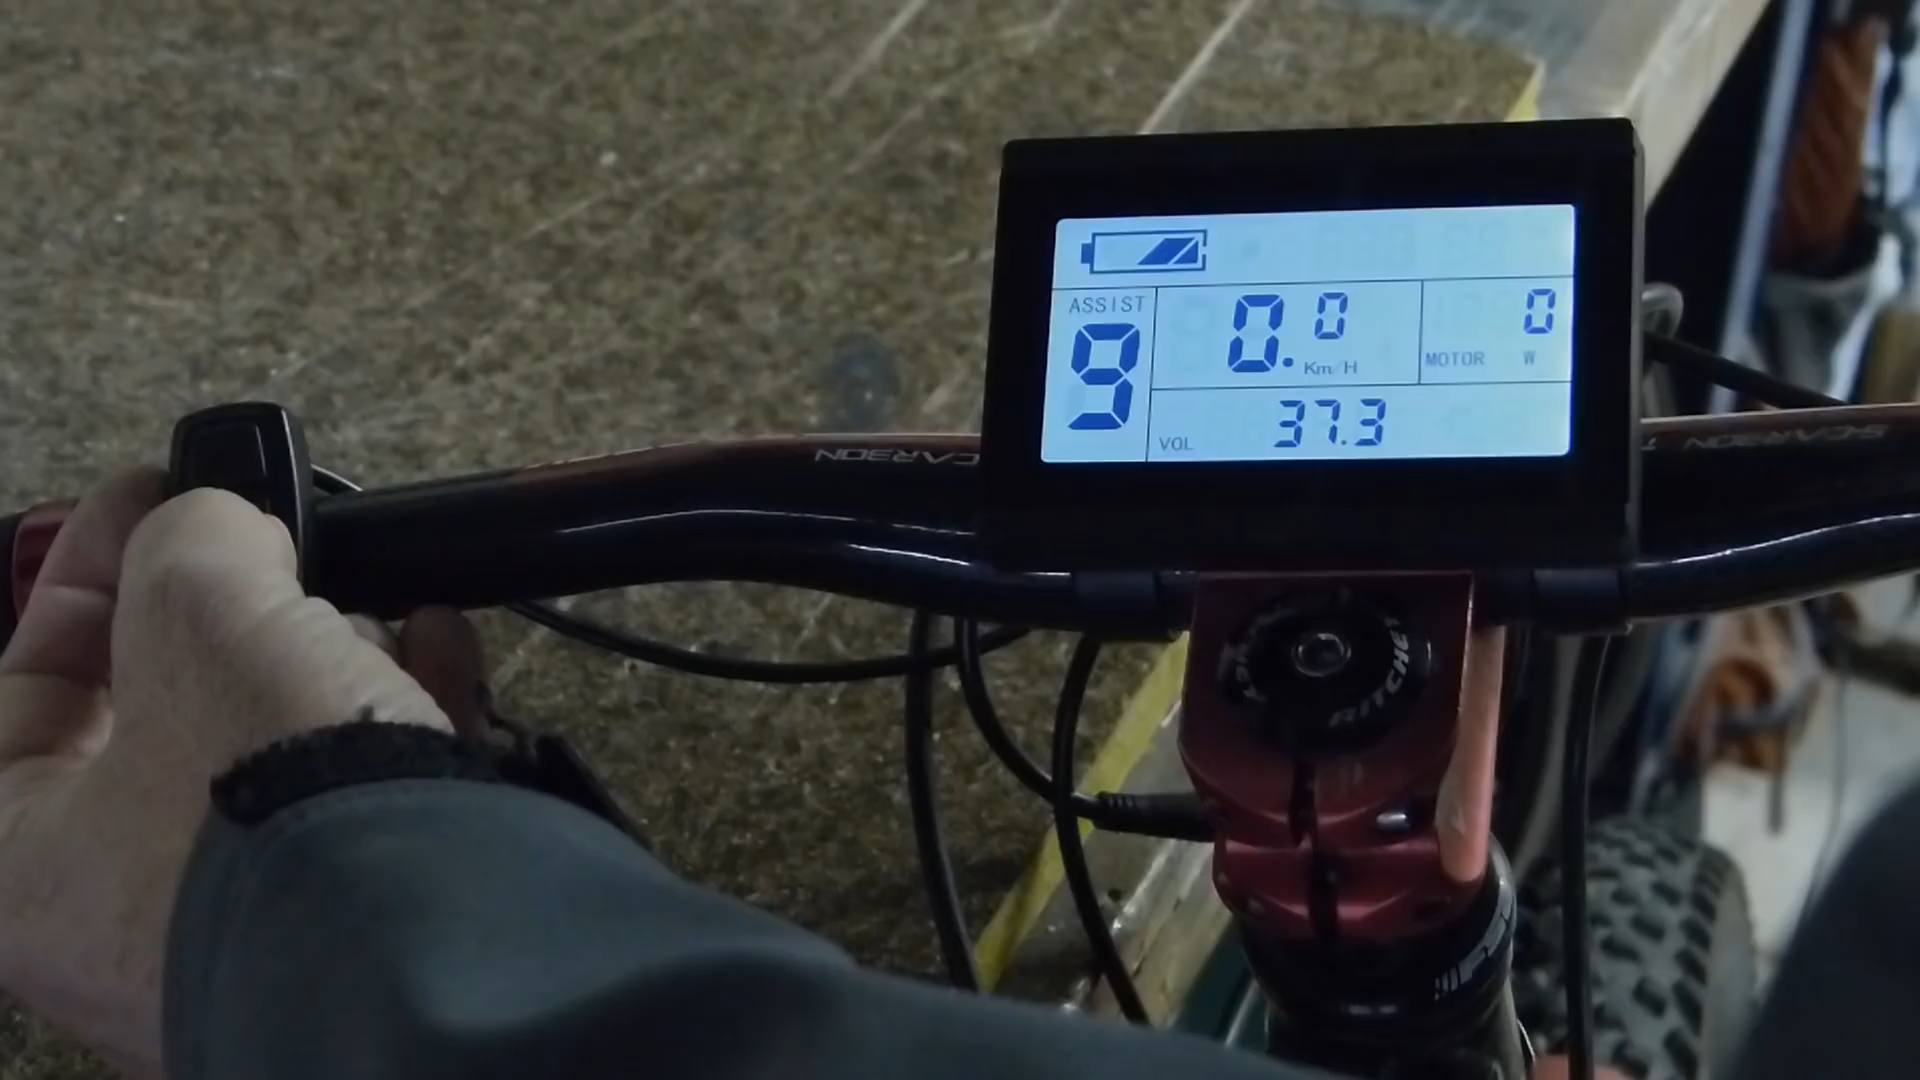 ASSIST
9
0.0
Km/H
0
MOTOR W
VOL
37.3
CARBON
CARBON
RITCHEY